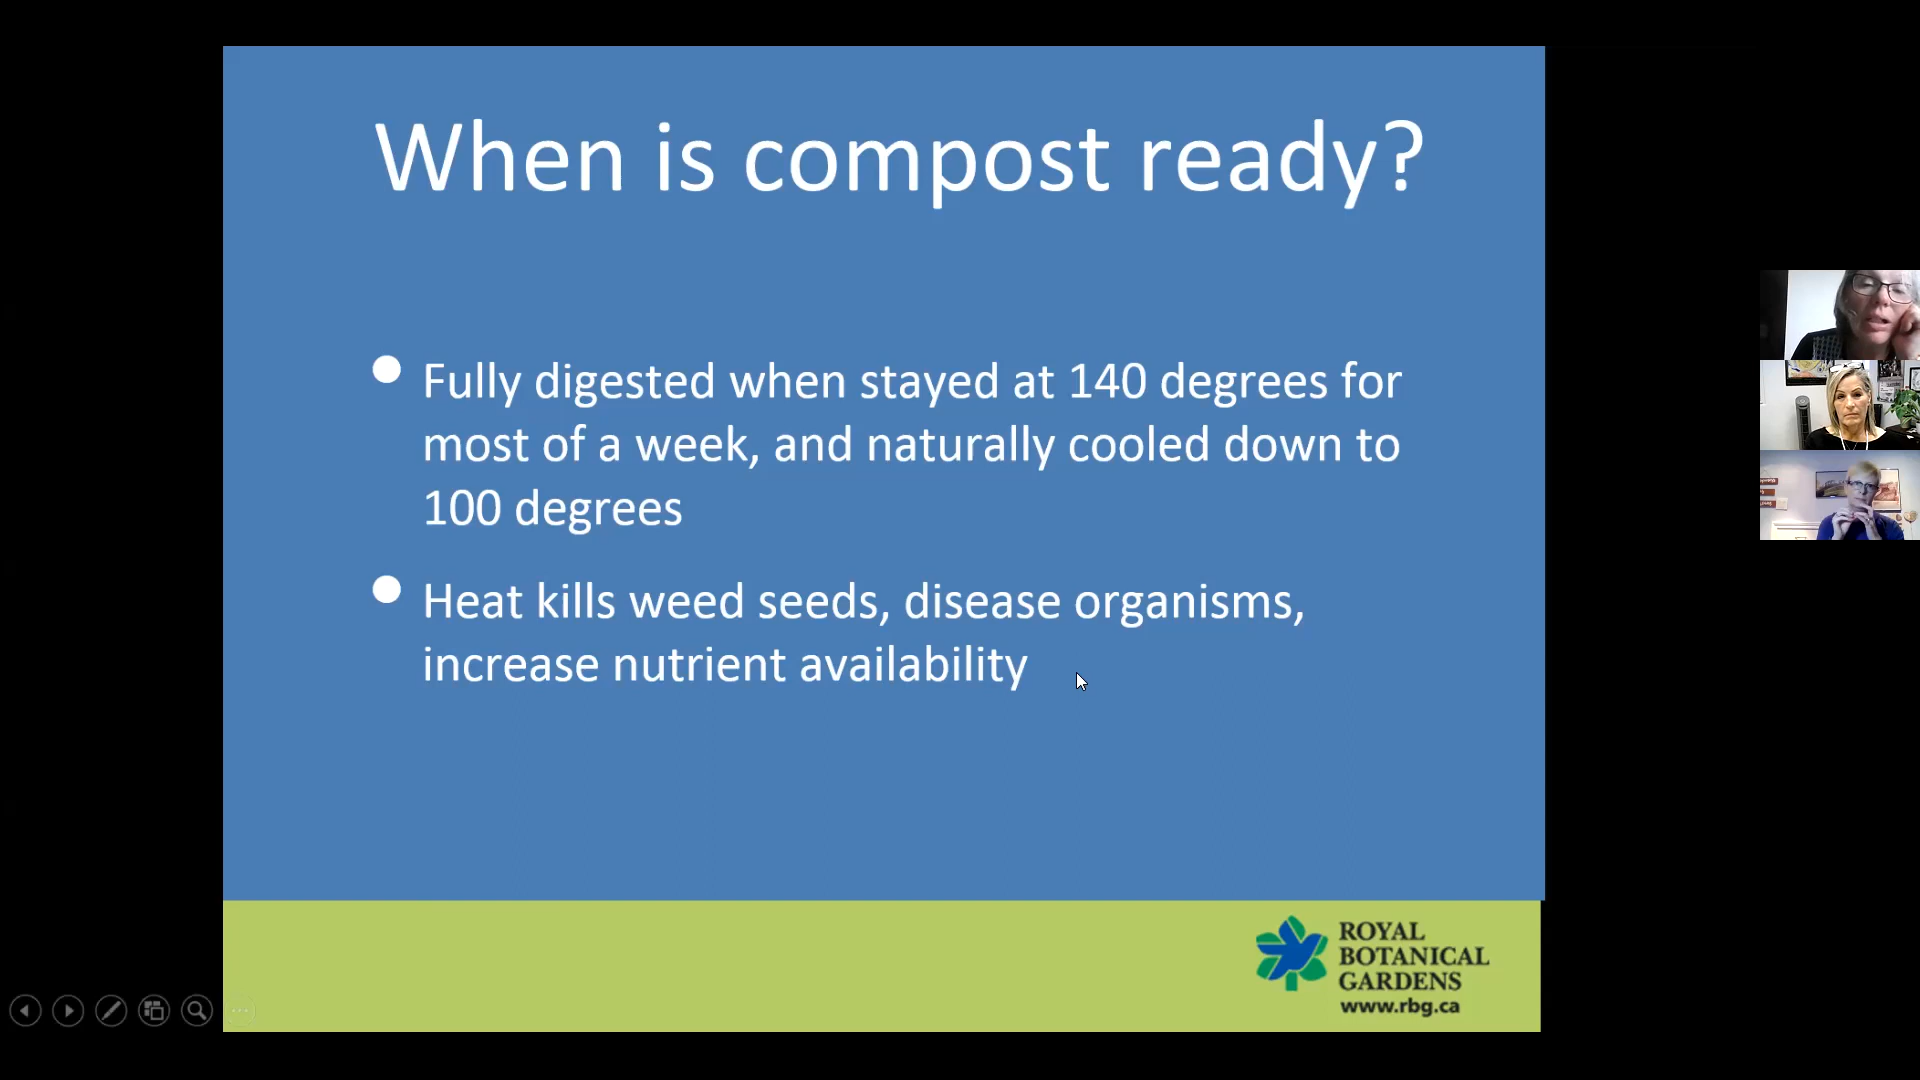 When is compost ready?
Fully digested when stayed at 140 degrees for
most of a week, and naturally cooled down to
100 degrees
Heat kills weed seeds, disease organisms,
increase nutrient availability
ROYAL
BOTANICAL
GARDENS
www.rbg.ca